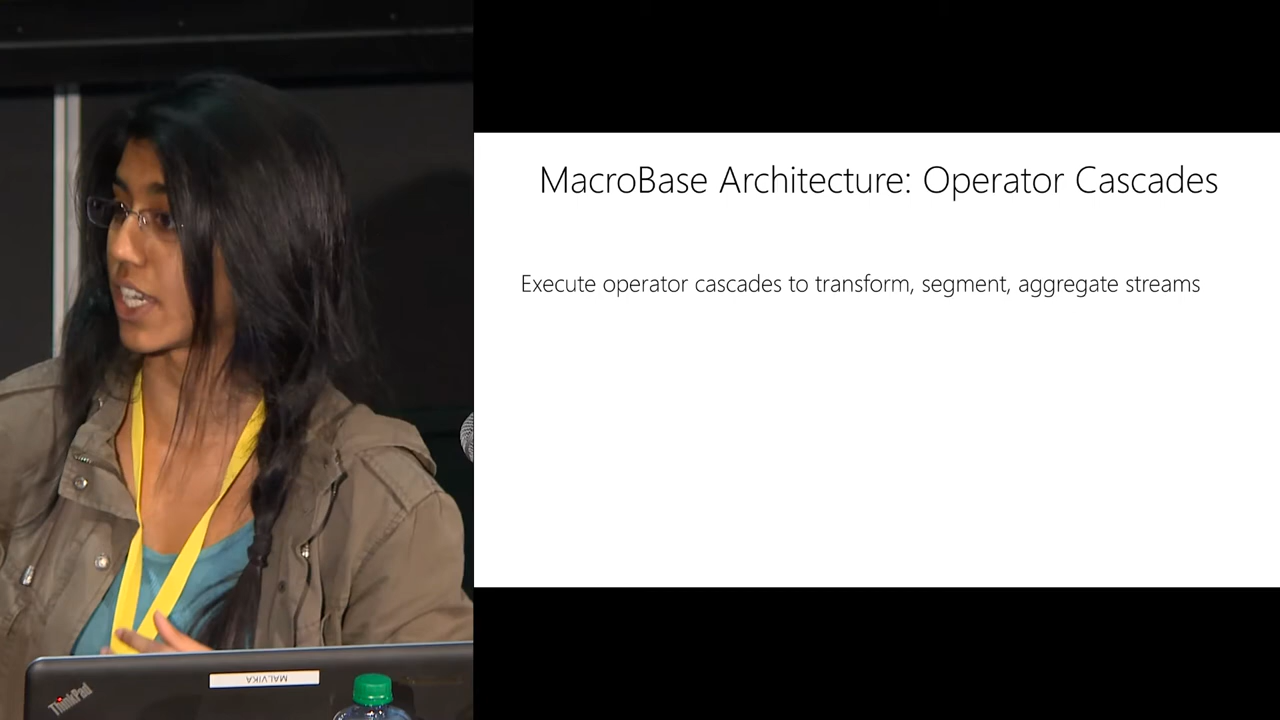 MacroBase Architecture: Operator Cascades
Execute operator cascades to transform, segment, aggregate streams
ThinkPad
MALVIKA